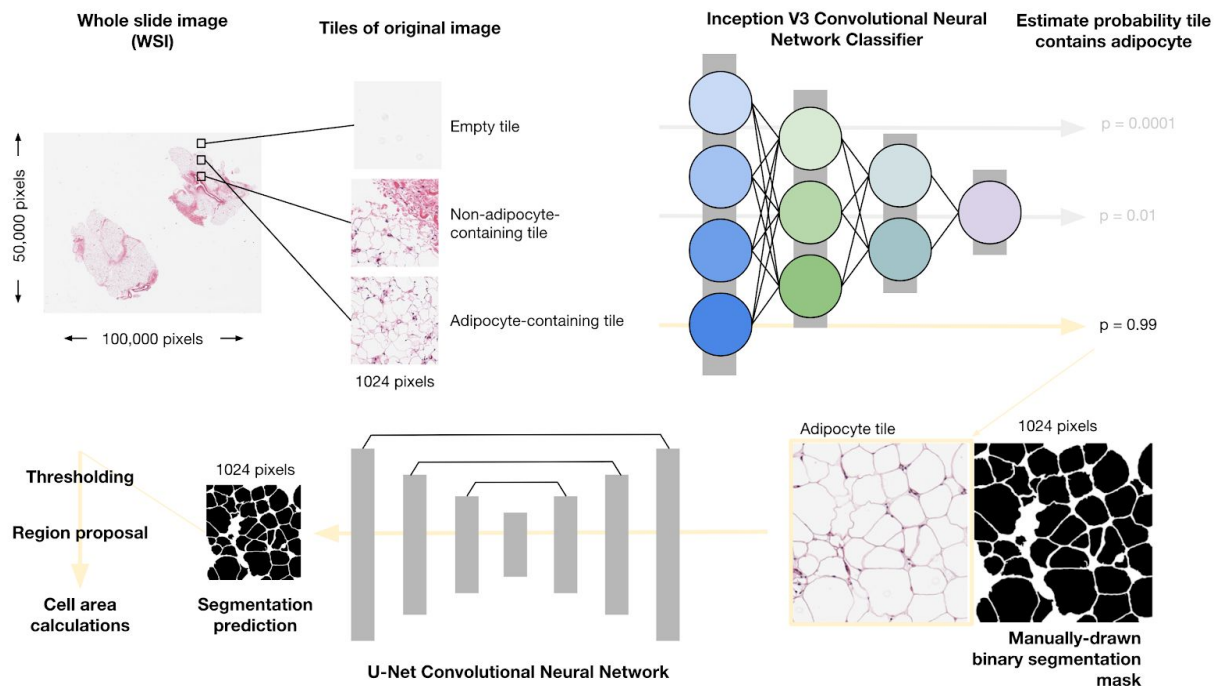 Whole slide image
(WSI)
Tiles of original image
Inception V3 Convolutional Neural
Network Classifier
Estimate probability tile
contains adipocyte
50,000 pixels
100,000 pixels
Empty tile
Non-adipocyte-
containing tile
Adipocyte-containing tile
1024 pixels
p = 0.0001
p = 0.01
p = 0.99
Adipocyte tile
1024 pixels
Manually-drawn
binary segmentation
mask
U-Net Convolutional Neural Network
1024 pixels
Segmentation
prediction
Thresholding
Region proposal
Cell area
calculations